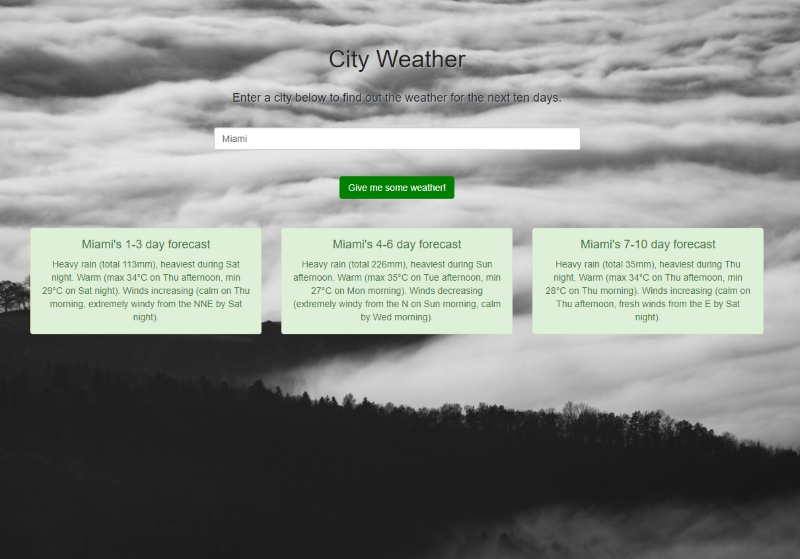 City Weather
Enter a city below to find out the weather for the next ten days.
Miami
Give me some weather!
Miami's 1-3 day forecast
Heavy rain (total 113mm), heaviest during Sat
night. Warm (max 34°C on Thu afternoon, min
29°C on Sat night). Winds increasing (calm on Thu
morning, extremely windy from the NNE by Sat
night).
Miami's 4-6 day forecast
Heavy rain (total 226mm), heaviest during Sun
afternoon. Warm (max 35°C on Tue afternoon, min
27°C on Mon morning). Winds decreasing
(extremely windy from the N on Sun morning, calm
by Wed morning).
Miami's 7-10 day forecast
Heavy rain (total 35mm), heaviest during Thu
night. Warm (max 34°C on Thu afternoon, min
28°C on Thu morning). Winds increasing (calm on
Thu afternoon, fresh winds from the E by Sat
night).